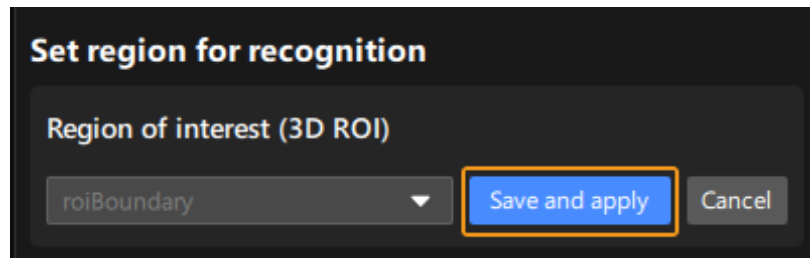 Set region for recognition
Region of interest (3D ROI)
roiBoundary Save and apply Cancel